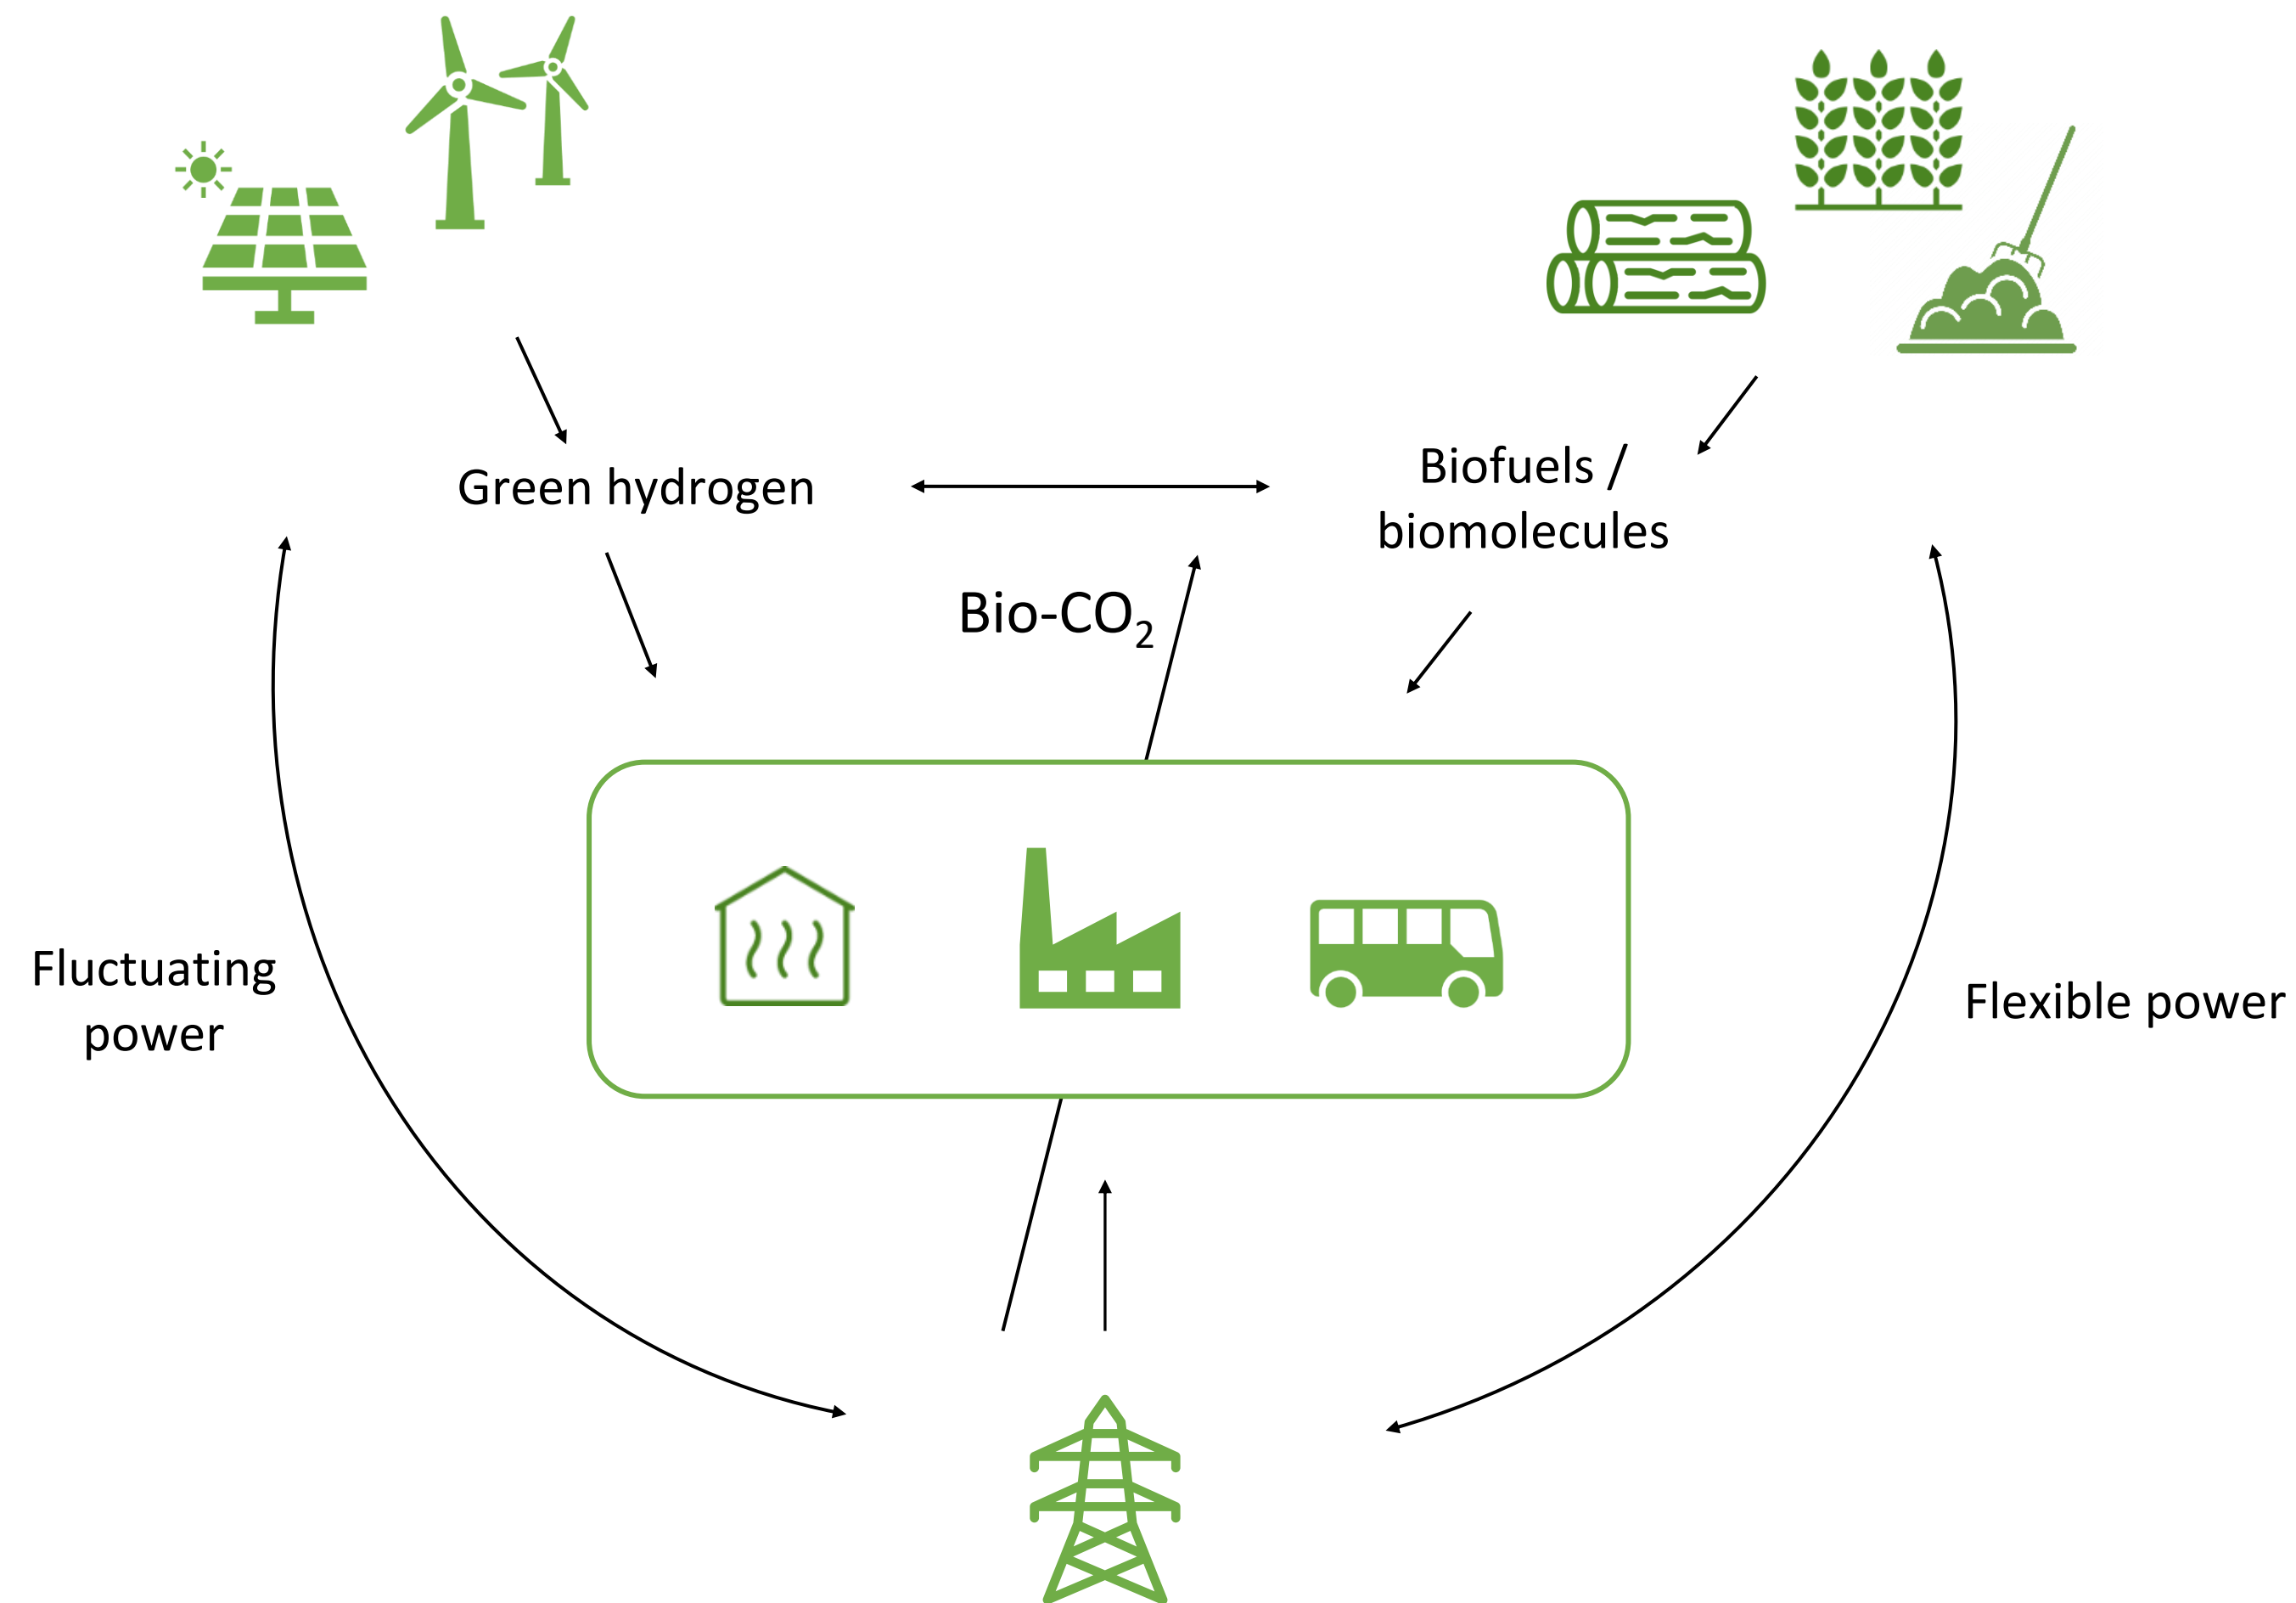 Green hydrogen
Biofuels /
biomolecules
Bio-CO₂
Fluctuating
power
Flexible power